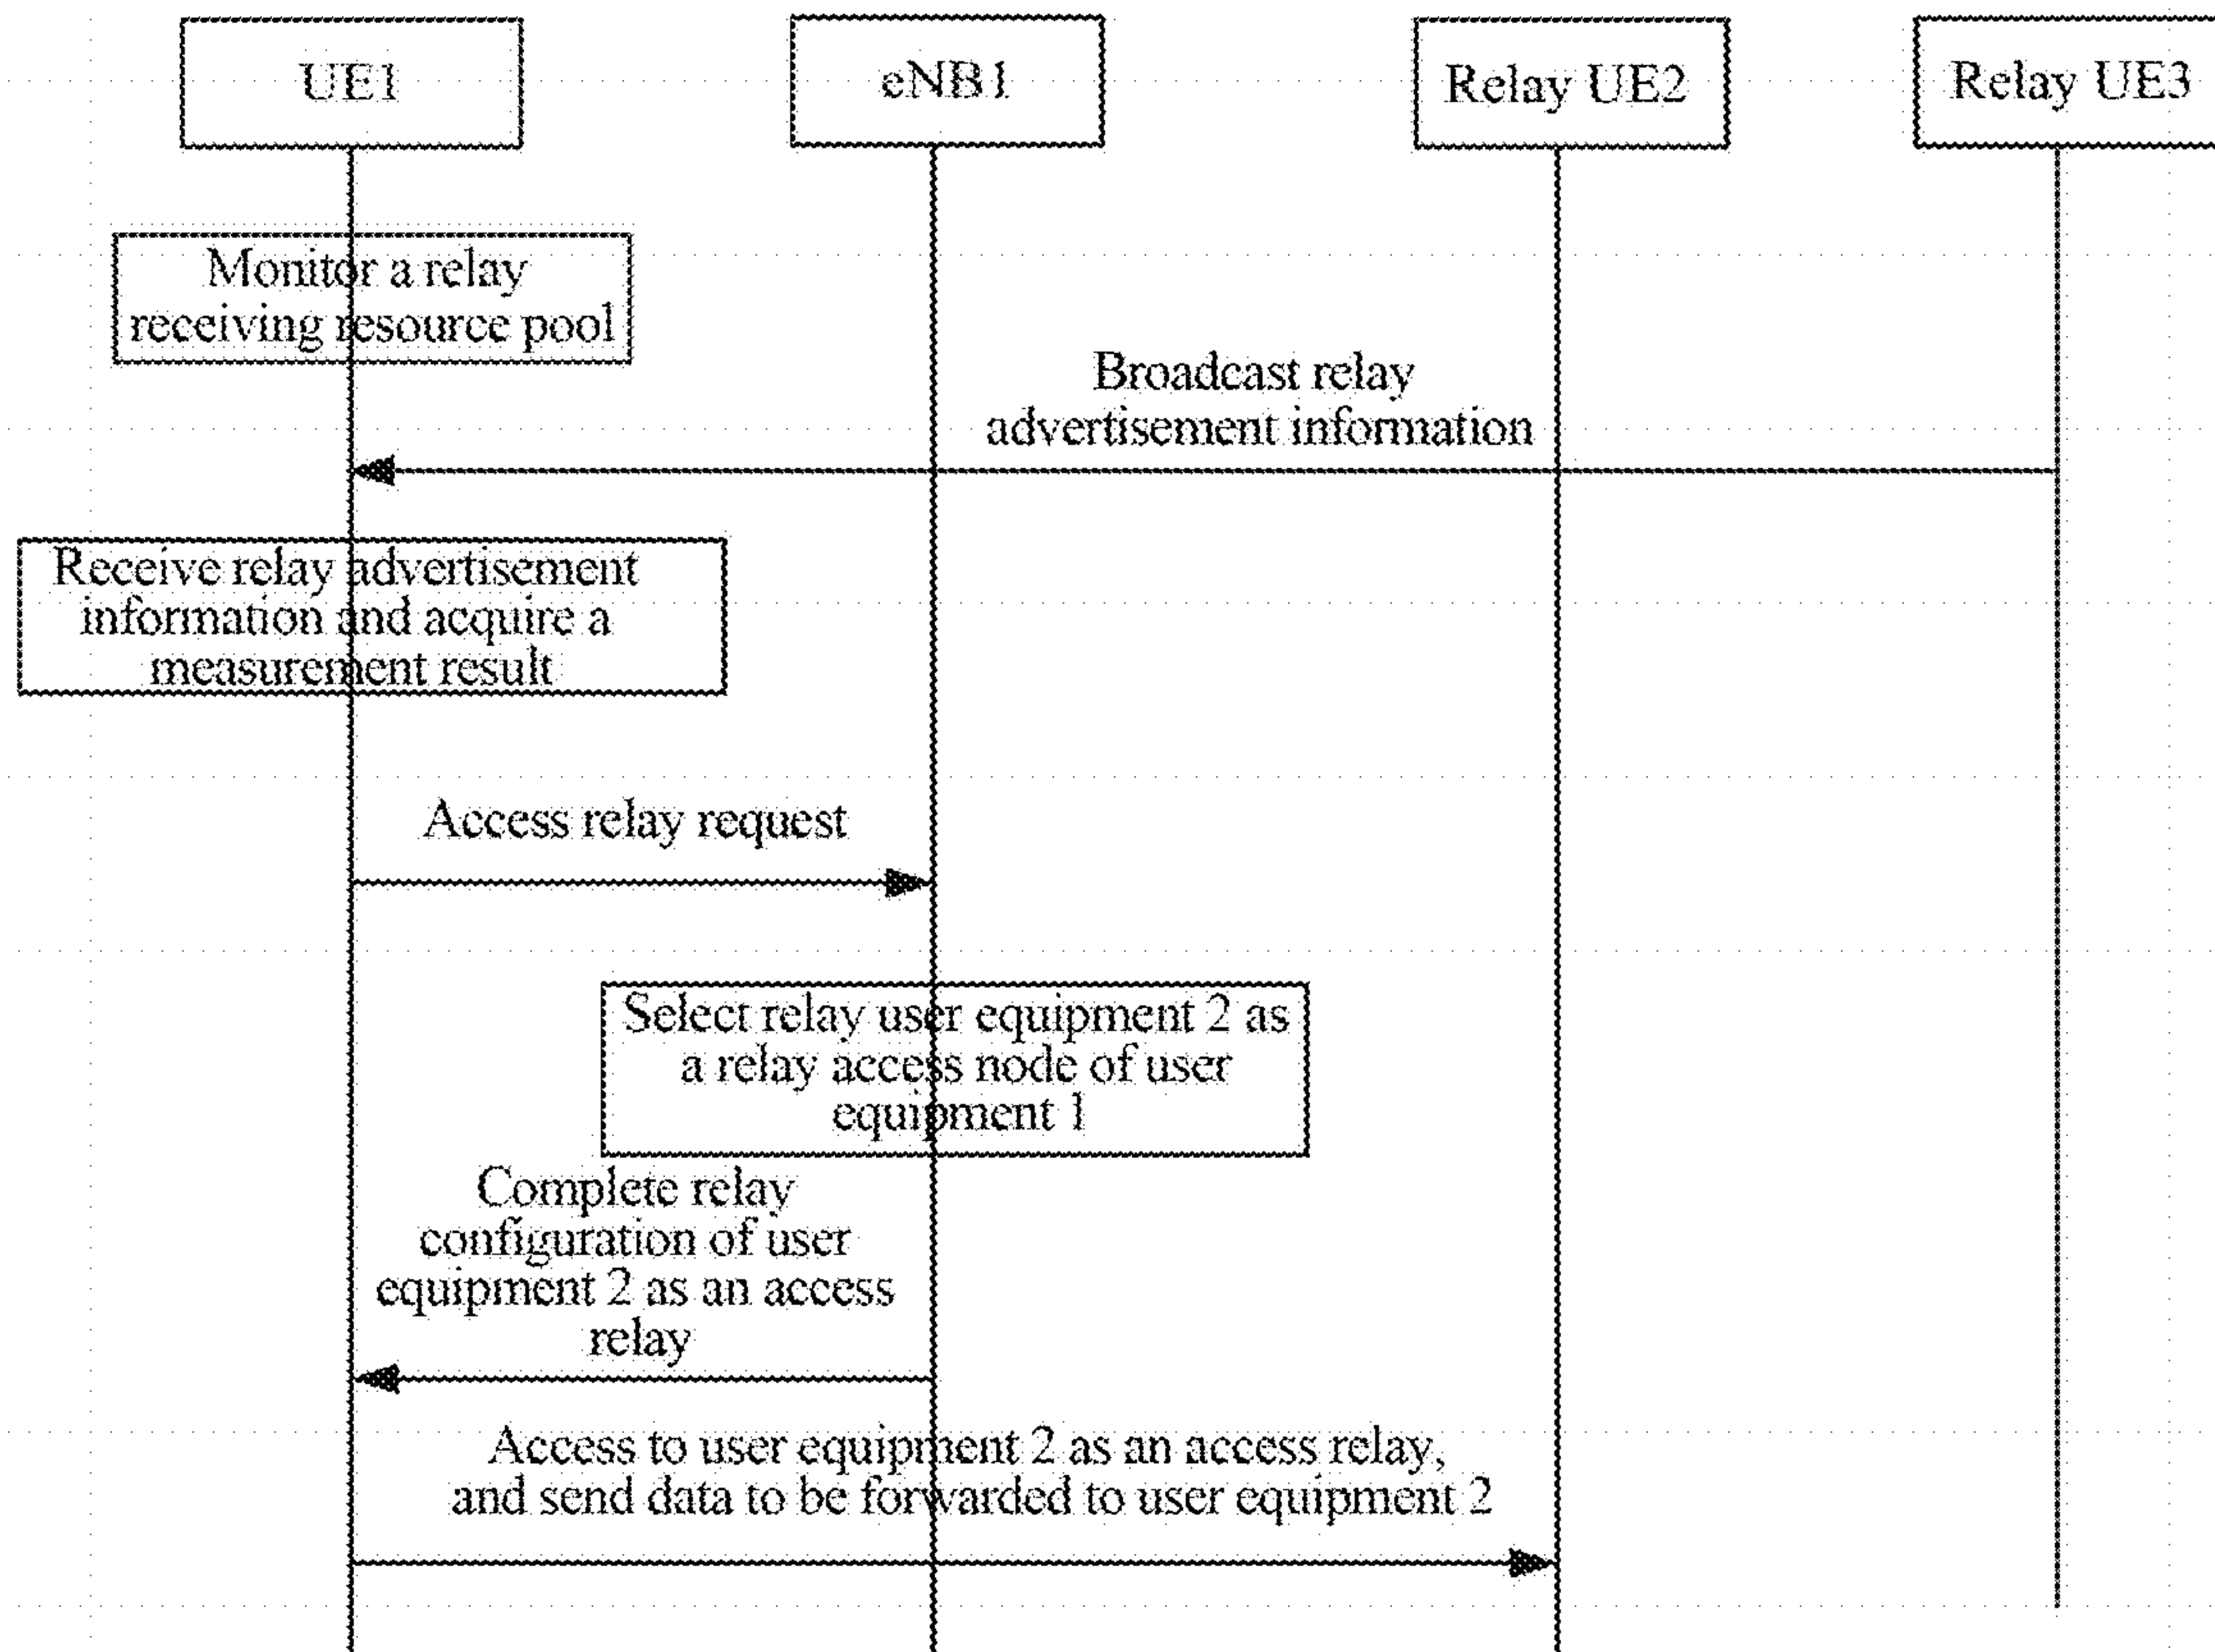 UE1
eNB1
Relay UE2
Relay UE3
Monitor a relay
receiving resource pool
Broadcast relay
advertisement information
Receive relay advertisement
information and acquire a
measurement result
Access relay request
Select relay user equipment 2 as
a relay access node of user
equipment 1
Complete relay
configuration of user
equipment 2 as an access
relay
Access to user equipment 2 as an access relay,
and send data to be forwarded to user equipment 2